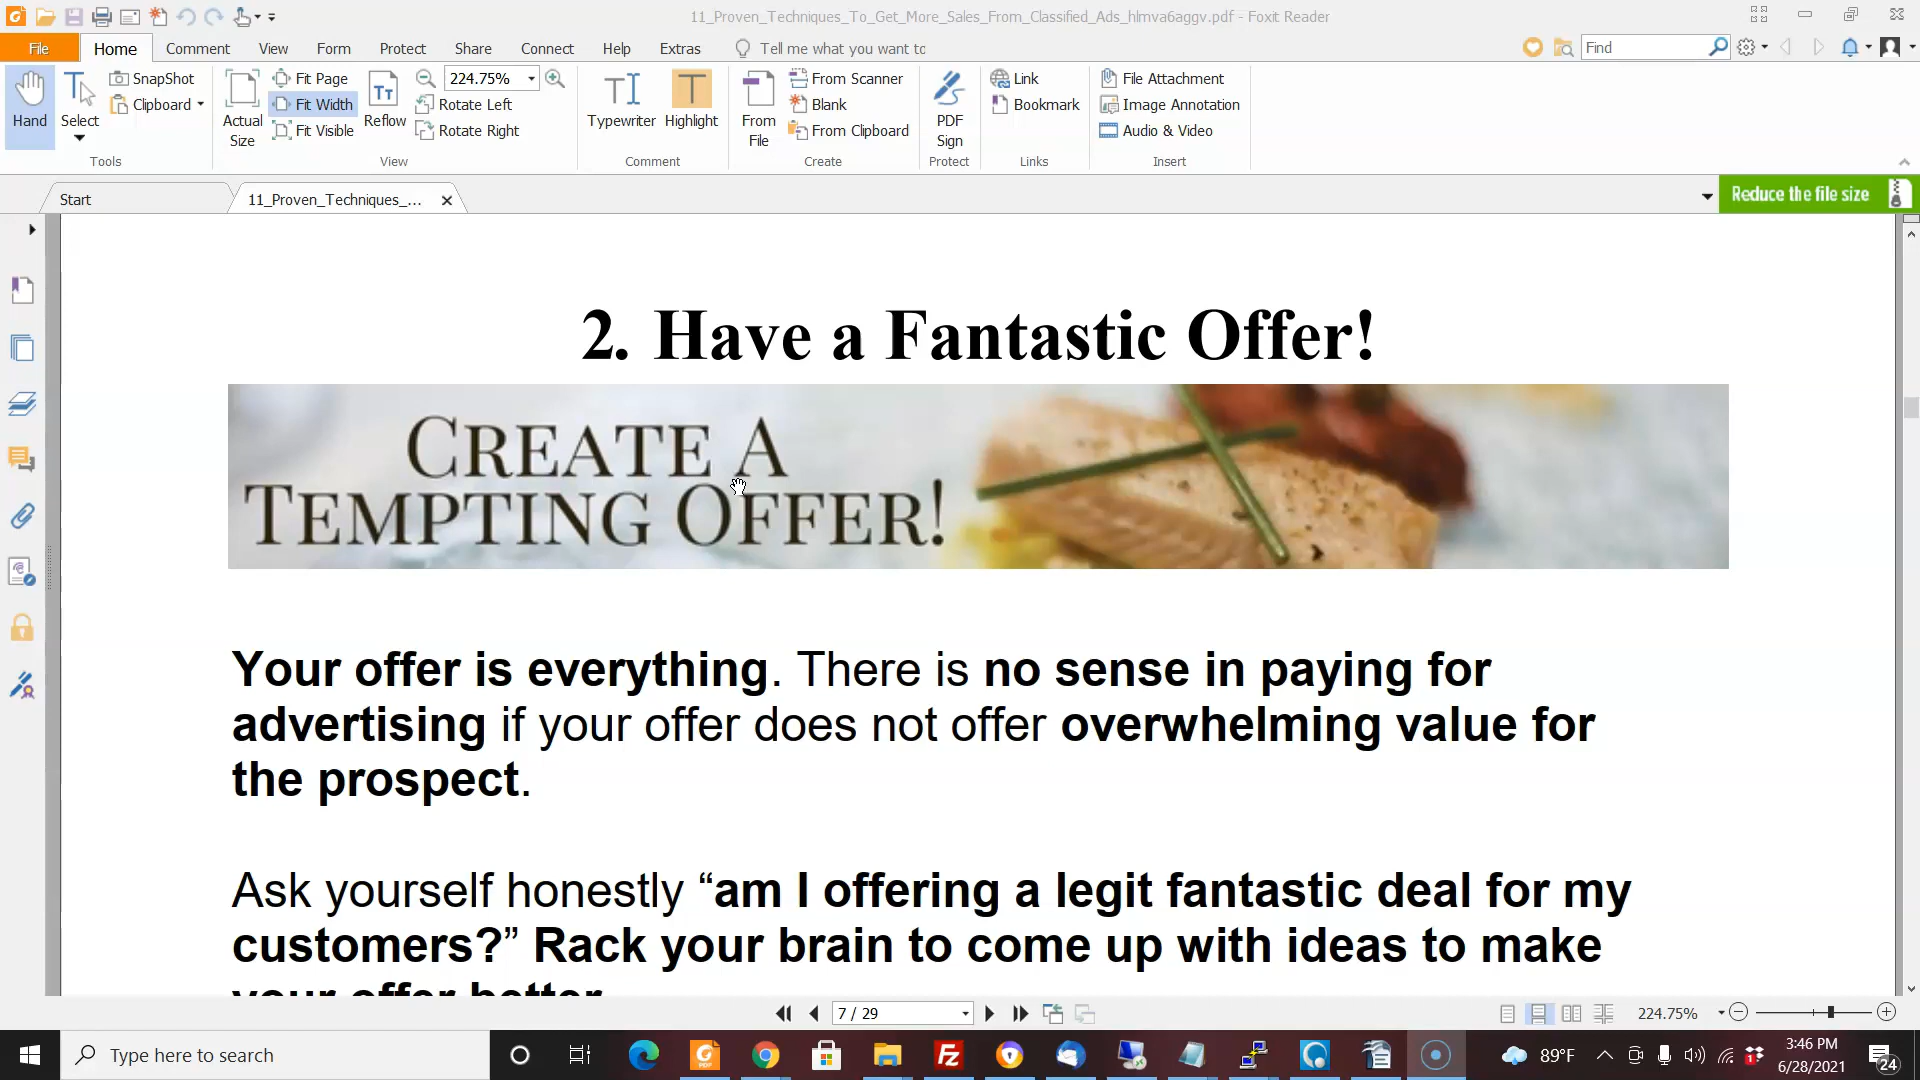 11_Proven_Techniques_To_Get_More_Sales_From_Classified_Ads_hlmva6aggv.pdf - Foxit Reader
File Home Comment View Form Protect Share Connect Help Extras Tell me what you want to Find
Hand
Select
Tools
SnapShot
Clipboard
Actual Size
Fit Page
Fit Width
Fit Visible
Reflow
224.75%
Rotate Left
Rotate Right
View
Typewriter
Highlight
Comment
From File
From Scanner
Blank
From Clipboard
Create
PDF Sign
Protect
Link
Bookmark
Links
File Attachment
Image Annotation
Audio & Video
Insert
Start
11_Proven_Techniques_...
Reduce the file size
2. Have a Fantastic Offer!
CREATE A
TEMPTING OFFER!
Your offer is everything. There is no sense in paying for
advertising if your offer does not offer overwhelming value for
the prospect.
Ask yourself honestly “am I offering a legit fantastic deal for my
customers?” Rack your brain to come up with ideas to make
your offer better
7 / 29
224.75%
Type here to search
89°F
3:46 PM
6/28/2021
24